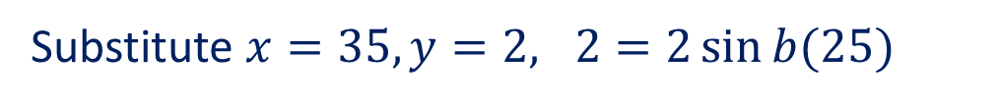 Substitute x = 35, y = 2, 2 = 2 sin b(25)